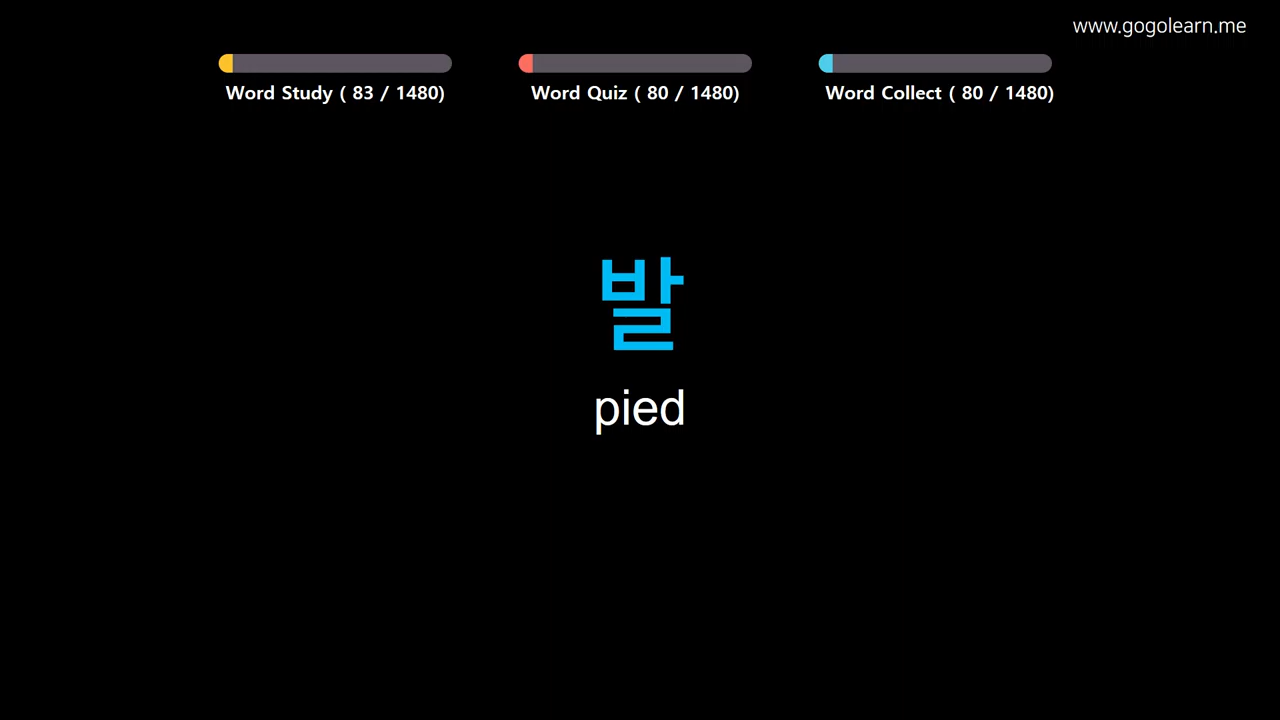 www.gogolearn.me
Word Study ( 83 / 1480)
Word Quiz ( 80 / 1480)
Word Collect ( 80 / 1480)
발
pied